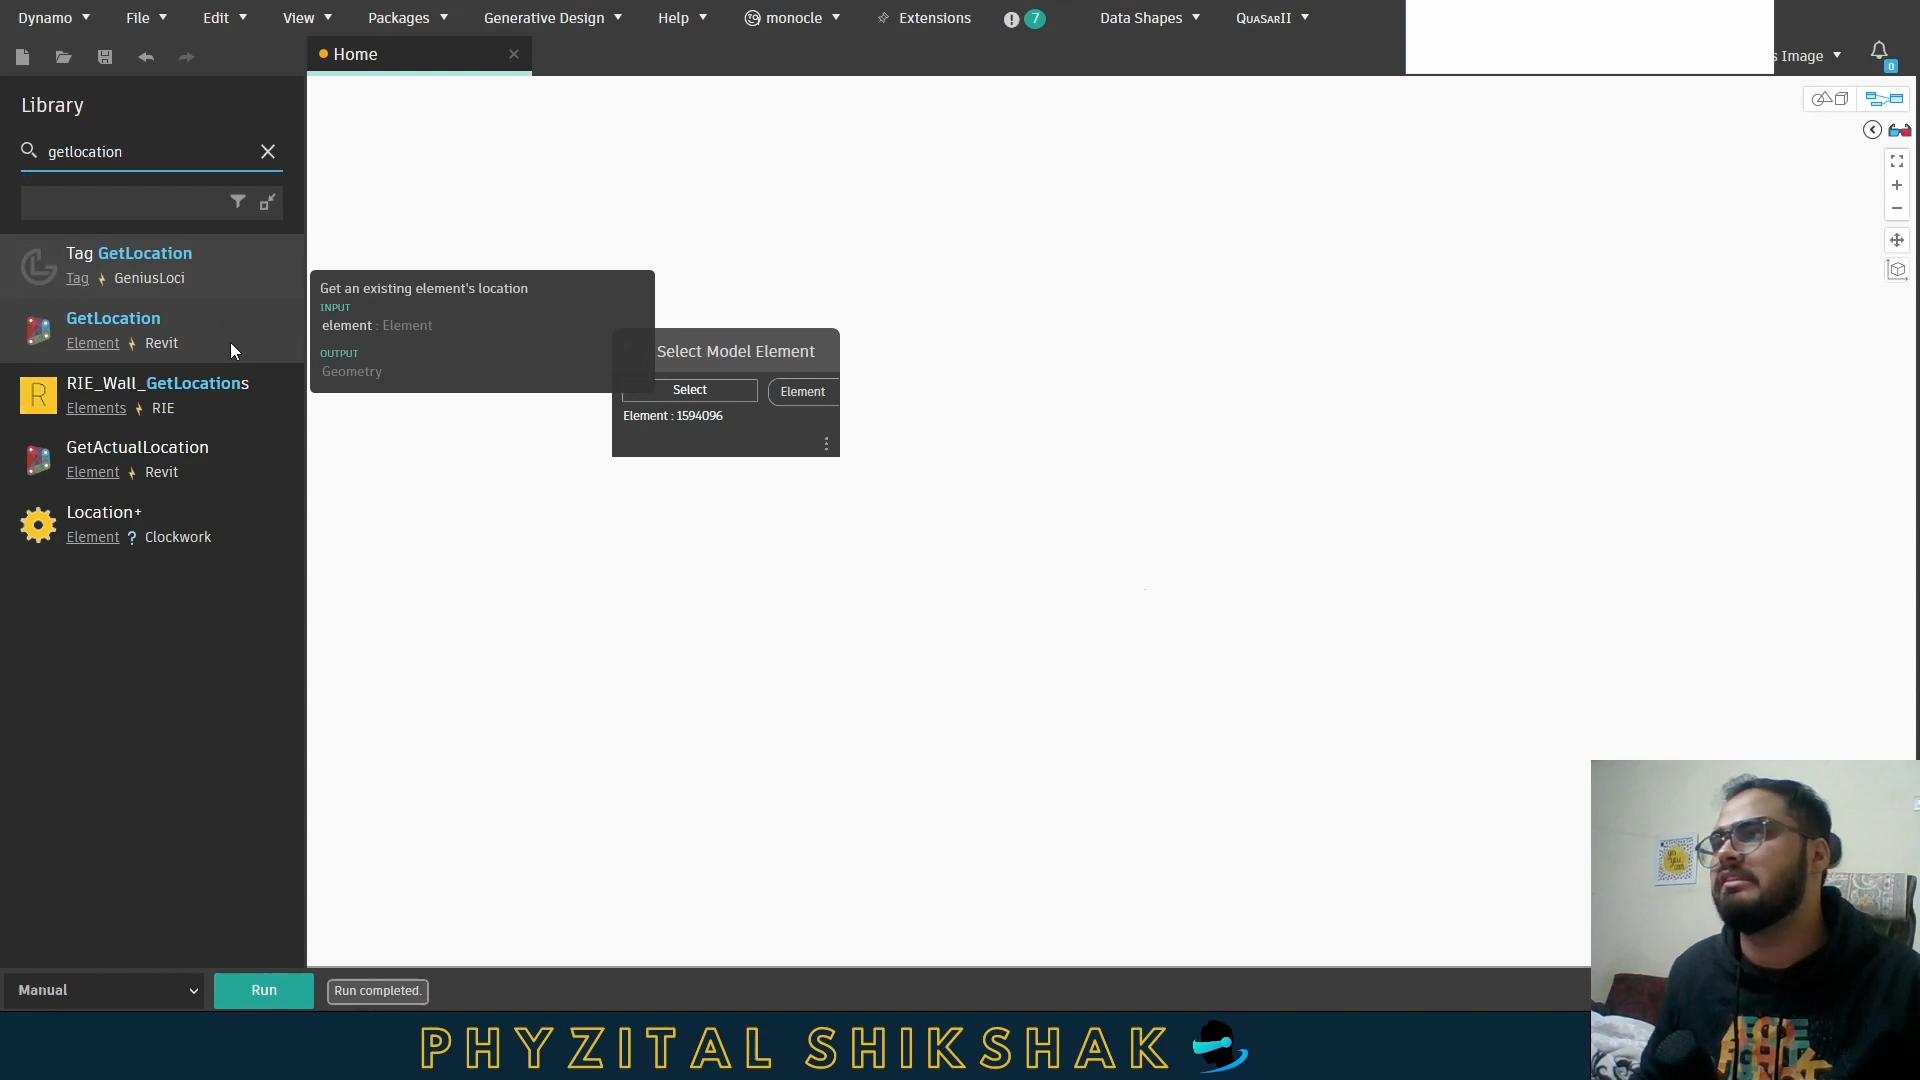 Dynamo File Edit View Packages Generative Design Help monocle Extensions 7 Data Shapes QUASARII
Home
s Image
0
Library
getlocation
Tag GetLocation
Tag GeniusLoci
GetLocation
Element Revit
RIE_Wall_GetLocations
Elements RIE
GetActualLocation
Element Revit
Location+
Element ? Clockwork
Get an existing element's location
INPUT
element : Element
OUTPUT
Geometry
Select Model Element
Select Element
Element : 1594096
Manual Run Run completed.
PHYZITAL SHIKSHAK